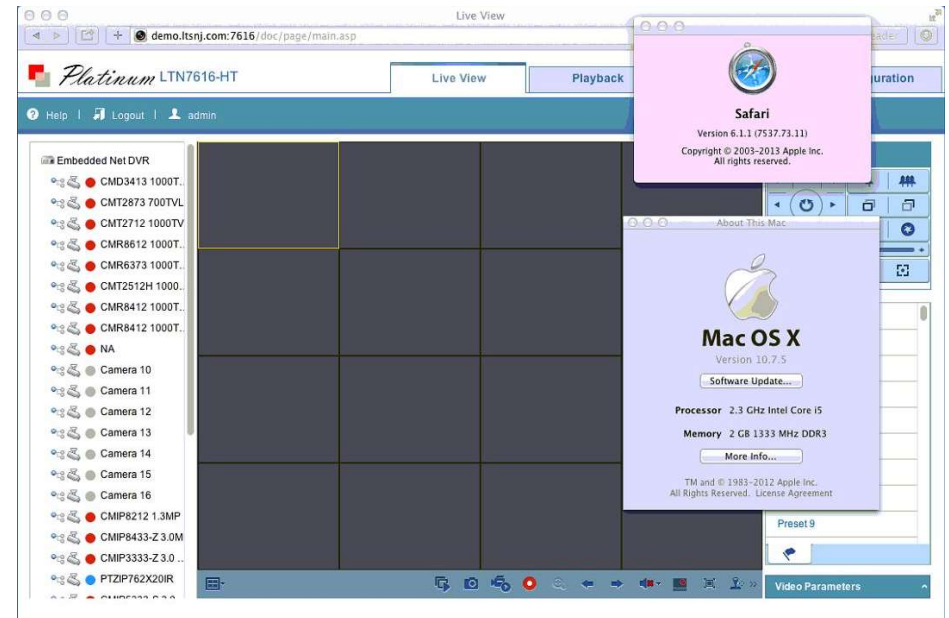 Live View
demo.ltsnj.com:7616/doc/page/main.asp
Reader
Platinum LTN7616-HT
Live View
Playback
uration
Help | Logout | admin
Safari
Version 6.1.1 (7537.73.11)
Copyright © 2003–2013 Apple Inc.
All rights reserved.
Embedded Net DVR
CMD3413 1000T..
CMT2873 700TVL
CMT2712 1000TV
CMR8612 1000T..
CMR6373 1000T..
CMT2512H 1000..
CMR8412 1000T..
CMR8412 1000T..
NA
Camera 10
Camera 11
Camera 12
Camera 13
Camera 14
Camera 15
Camera 16
CMIP8212 1.3MP
CMIP8433-Z 3.0M
CMIP3333-Z 3.0 ..
PTZIP762X20IR
About This Mac
Mac OS X
Version 10.7.5
Software Update...
Processor 2.3 GHz Intel Core i5
Memory 2 GB 1333 MHz DDR3
More Info...
TM and © 1983–2012 Apple Inc.
All Rights Reserved. License Agreement
Preset 9
Video Parameters